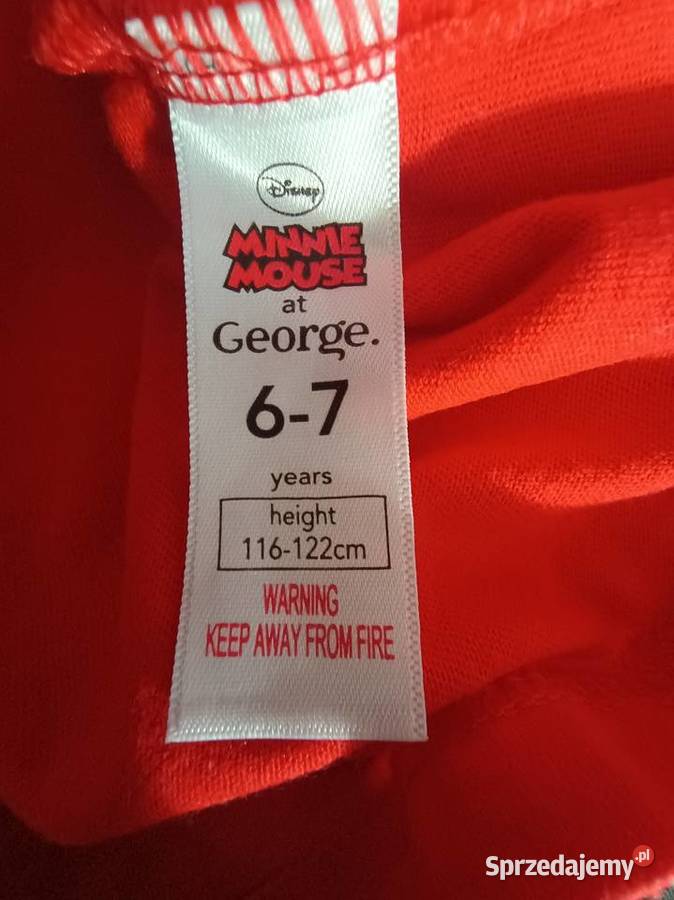 Disney
MINNIE
MOUSE
at
George.
6-7
years
height
116-122cm
WARNING
KEEP AWAY FROM FIRE
Sprzedajemy.pl